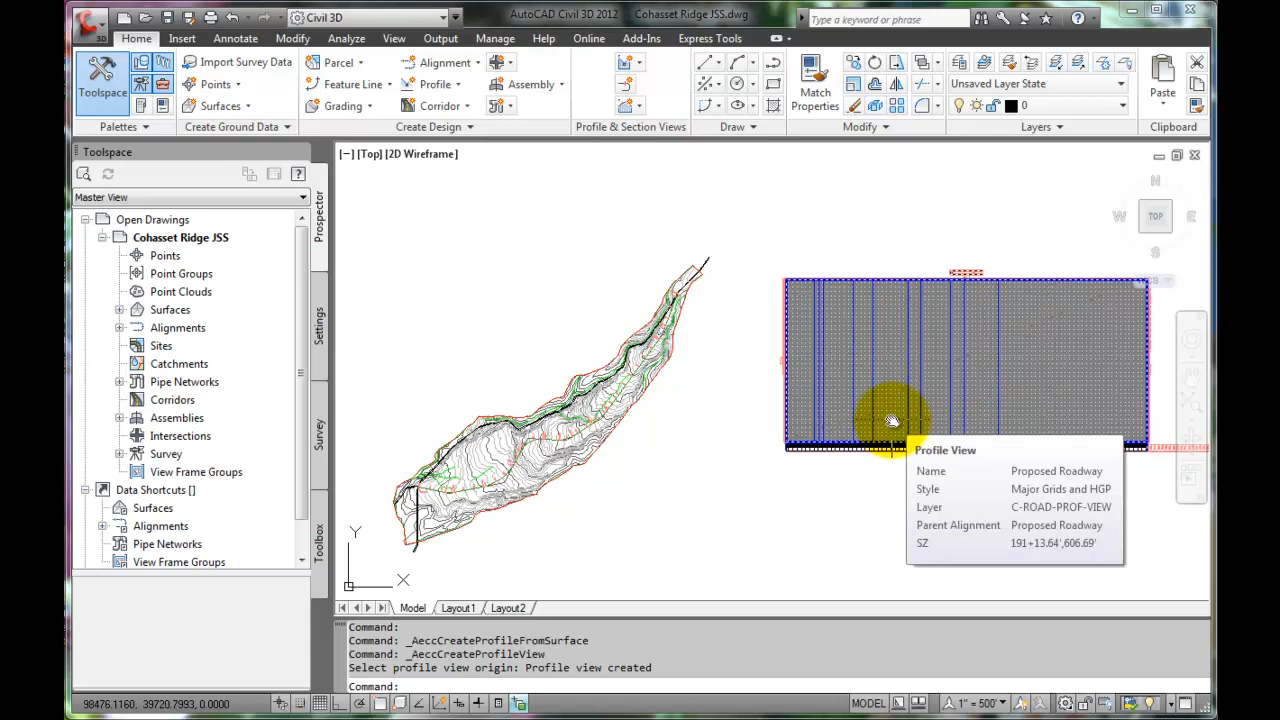 Civil 3D
AutoCAD Civil 3D 2012 Cohasset Ridge JSS.dwg
Type a keyword or phrase
3D
Home Insert Annotate Modify Analyze View Output Manage Help Online Add-Ins Express Tools
Toolspace
Import Survey Data
Points
Surfaces
Parcel
Feature Line
Grading
Alignment
Profile
Corridor
Assembly
Match
Properties
Unsaved Layer State
0
Paste
Palettes
Create Ground Data
Create Design
Profile & Section Views
Draw
Modify
Layers
Clipboard
Toolspace
Master View
Open Drawings
Cohasset Ridge JSS
Points
Point Groups
Point Clouds
Surfaces
Alignments
Sites
Catchments
Pipe Networks
Corridors
Assemblies
Intersections
Survey
View Frame Groups
Data Shortcuts []
Surfaces
Alignments
Pipe Networks
View Frame Groups
Prospector
Settings
Survey
Toolbox
[−] [Top] [2D Wireframe]
N
W TOP E
S
Y
X
Profile View
Name Proposed Roadway
Style Major Grids and HGP
Layer C-ROAD-PROF-VIEW
Parent Alignment Proposed Roadway
SZ 191+13.64',606.69'
Model Layout1 Layout2
Command:
Command: _AeccCreateProfileFromSurface
Command: _AeccCreateProfileView
Select profile view origin: Profile view created
Command:
98476.1160, 39720.7993, 0.0000
MODEL
1" = 500'